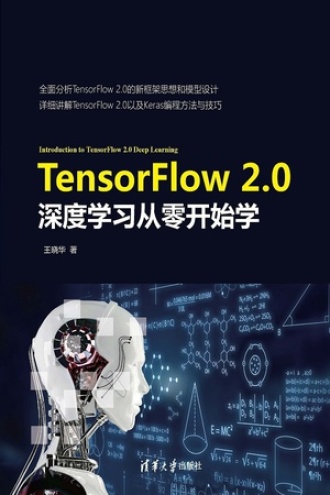 全面分析TensorFlow 2.0的新框架思想和模型设计
详细讲解TensorFlow 2.0以及Keras编程方法与技巧
Introduction to TensorFlow 2.0 Deep Learning
TensorFlow 2.0
深度学习从零开始学
王晓华 著
清华大学出版社